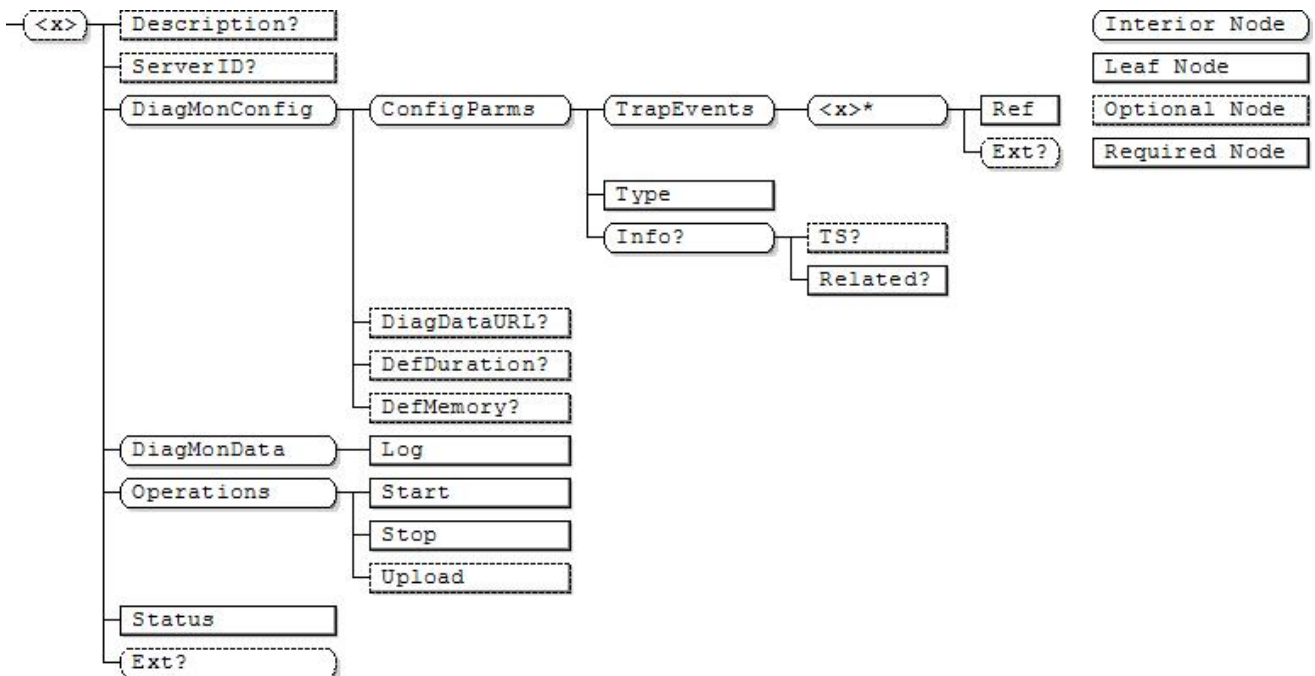 <x>
Description?
Interior Node
ServerID?
Leaf Node
DiagMonConfig
ConfigParms
TrapEvents
<x>*
Ref
Optional Node
Ext?
Required Node
Type
Info?
TS?
Related?
DiagDataURL?
DefDuration?
DefMemory?
DiagMonData
Log
Operations
Start
Stop
Upload
Status
Ext?